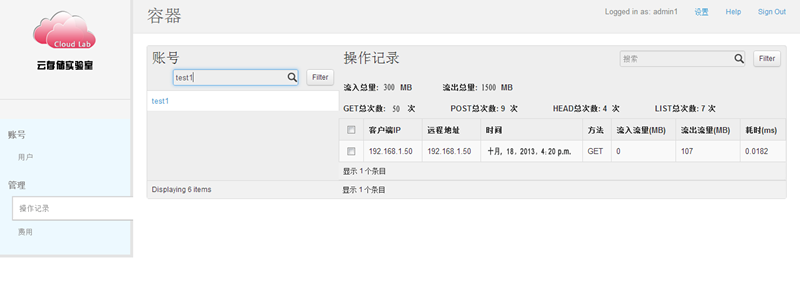 Cloud Lab
云存储实验室
账号
用户
管理
操作记录
费用
容器
Logged in as: admin1 设置 Help Sign Out
账号
test1 Filter
test1
Displaying 6 items
操作记录
搜索 Filter
流入总量: 300 MB 流出总量: 1500 MB
GET总次数: 50 次 POST总次数: 9 次 HEAD总次数: 4 次 LIST总次数: 7 次
客户端IP 远程地址 时间 方法 流入流量(MB) 流出流量(MB) 耗时(ms)
192.168.1.50 192.168.1.50 十月, 18, 2013, 4:20 p.m. GET 0 107 0.0182
显示 1 个条目
显示 1 个条目